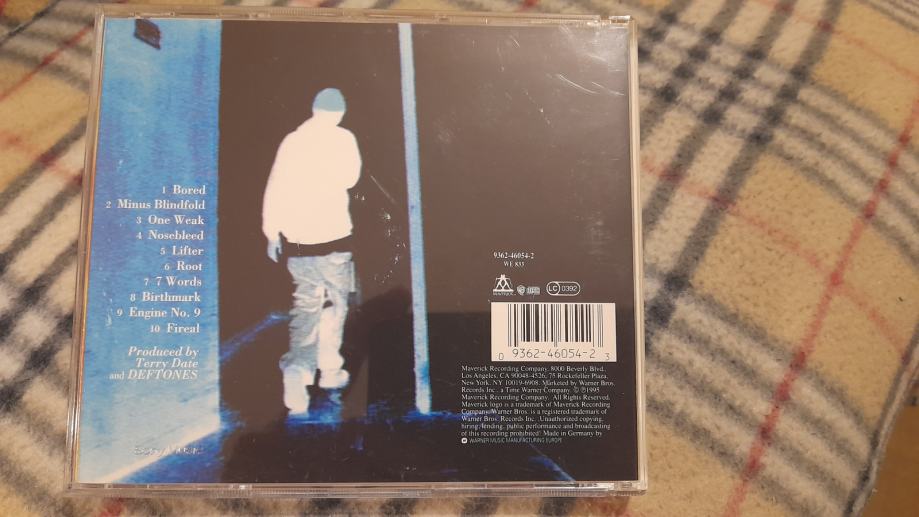 1 Bored
2 Minus Blindfold
3 One Weak
4 Nosebleed
5 Lifter
6 Root
7 7 Words
8 Birthmark
9 Engine No. 9
10 Fireal
Produced by
Terry Date
and DEFTONES
9362-46054-2
WE 833
MAVERICK
LC 0392
0 9362-46054-2 3
Maverick Recording Company, 8000 Beverly Blvd.,
Los Angeles, CA 90048-4526, 75 Rockefeller Plaza,
New York, NY 10019-6908. Marketed by Warner Bros.
Records Inc., a Time Warner Company. © ℗1995
Maverick Recording Company. All Rights Reserved.
Maverick logo is a trademark of Maverick Recording
Company. Warner Bros. is a registered trademark of
Warner Bros. Records Inc. Unauthorized copying,
hiring, lending, public performance and broadcasting
of this recording prohibited! Made in Germany by
WARNER MUSIC MANUFACTURING EUROPE